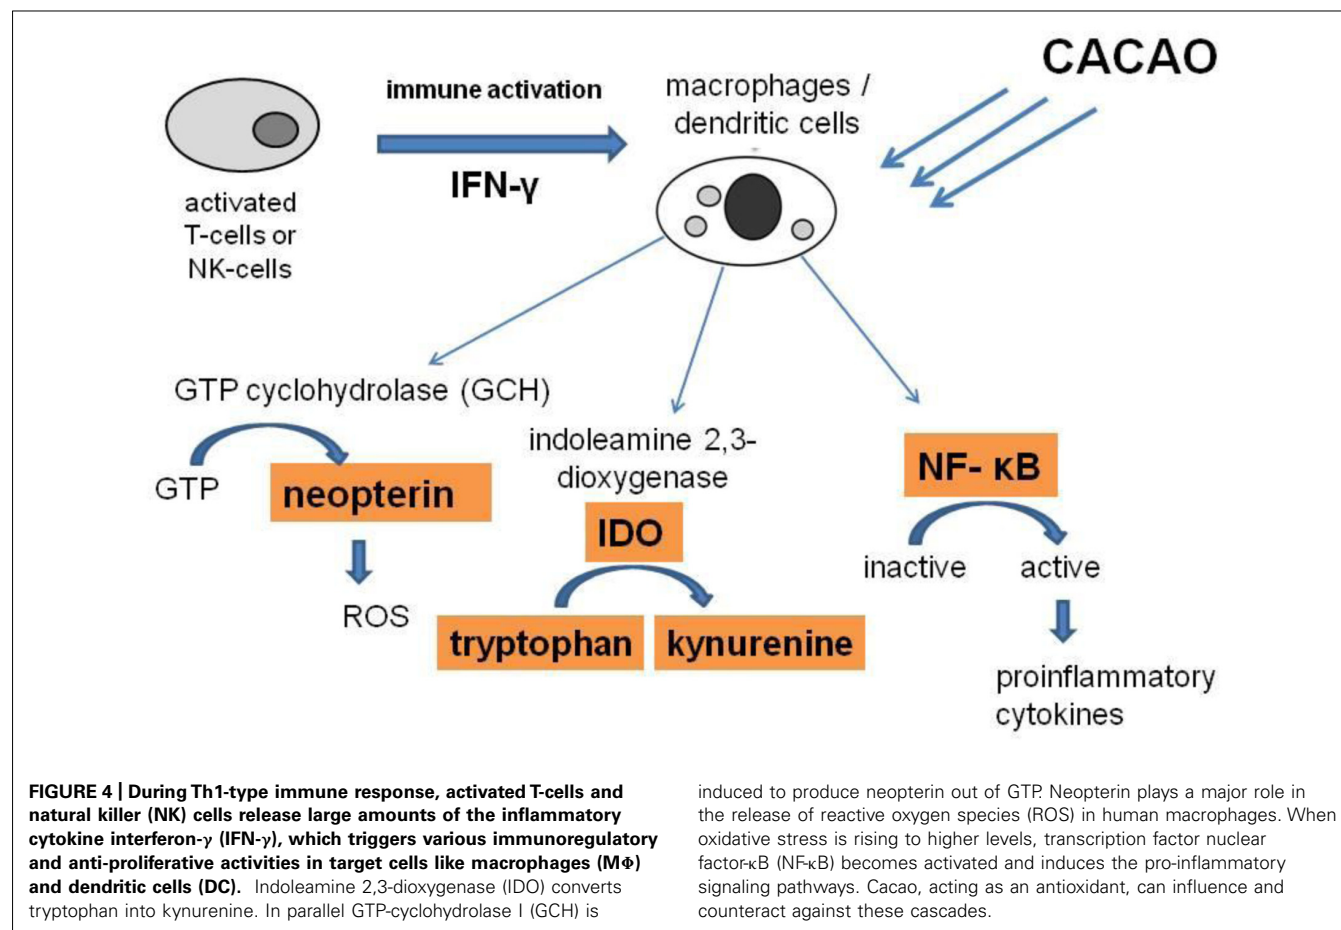 CACAO
immune activation
IFN-γ
macrophages /
dendritic cells
activated
T-cells or
NK-cells
GTP cyclohydrolase (GCH)
GTP
neopterin
ROS
indoleamine 2,3-
dioxygenase
IDO
tryptophan
kynurenine
NF- κB
inactive
active
proinflammatory
cytokines
FIGURE 4 | During Th1-type immune response, activated T-cells and
natural killer (NK) cells release large amounts of the inflammatory
cytokine interferon-γ (IFN-γ), which triggers various immunoregulatory
and anti-proliferative activities in target cells like macrophages (MΦ)
and dendritic cells (DC). Indoleamine 2,3-dioxygenase (IDO) converts
tryptophan into kynurenine. In parallel GTP-cyclohydrolase I (GCH) is
induced to produce neopterin out of GTP. Neopterin plays a major role in
the release of reactive oxygen species (ROS) in human macrophages. When
oxidative stress is rising to higher levels, transcription factor nuclear
factor-κB (NF-κB) becomes activated and induces the pro-inflammatory
signaling pathways. Cacao, acting as an antioxidant, can influence and
counteract against these cascades.